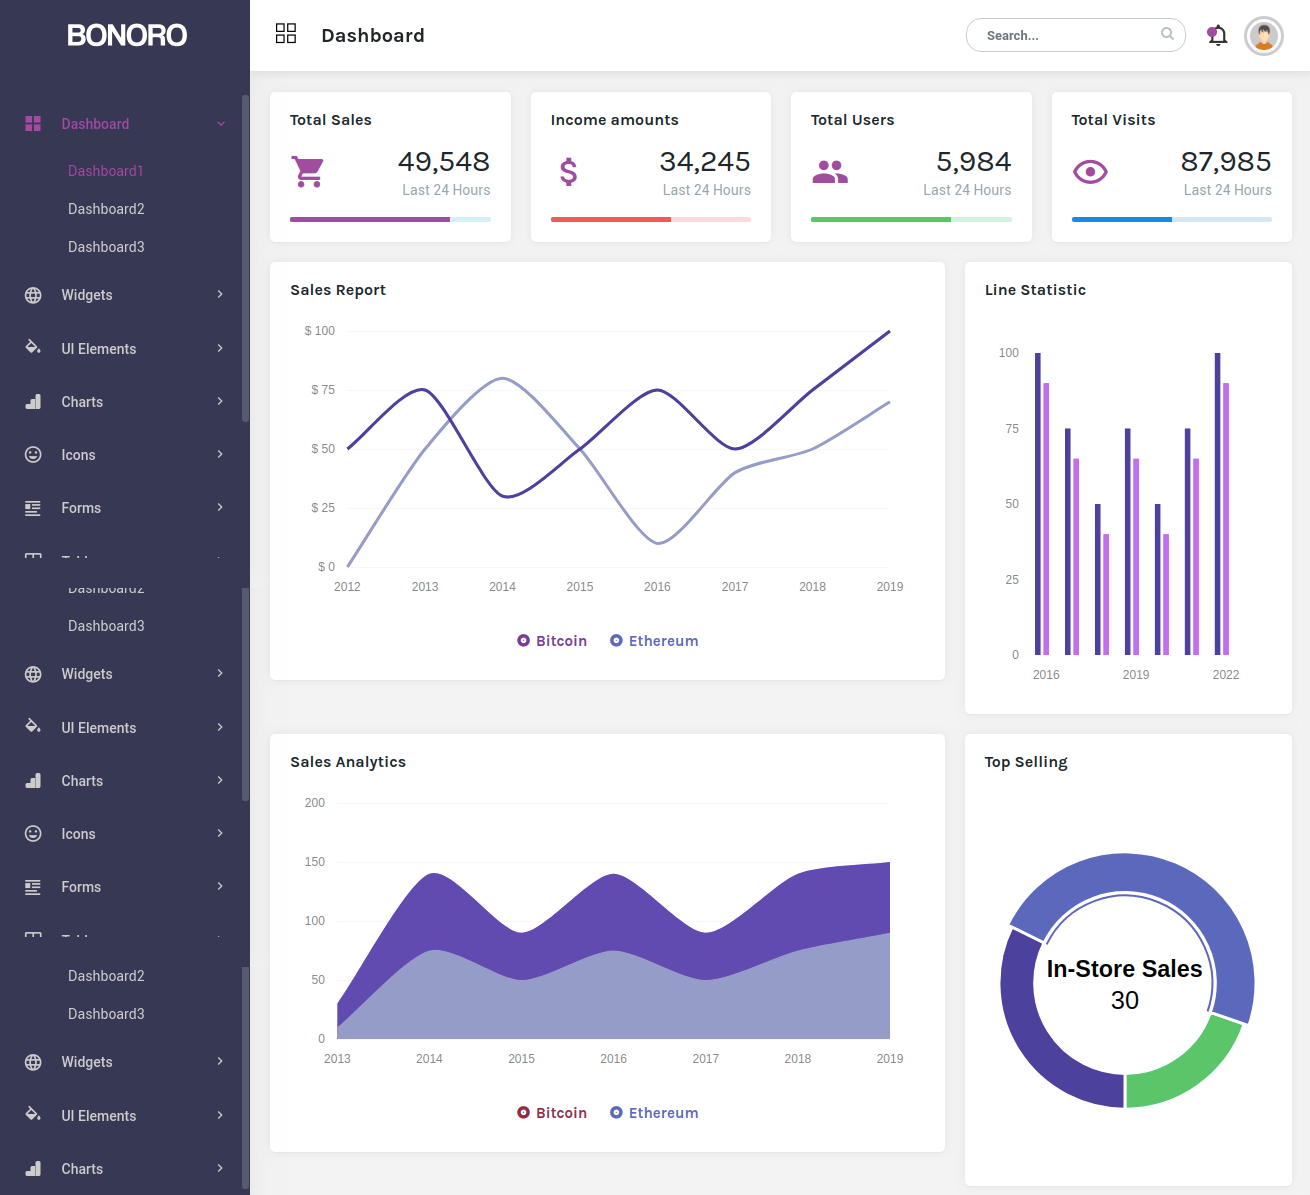 BONORO
Dashboard
Dashboard1
Dashboard2
Dashboard3
Widgets
UI Elements
Charts
Icons
Forms
Dashboard2
Dashboard3
Widgets
UI Elements
Charts
Icons
Forms
Dashboard2
Dashboard3
Widgets
UI Elements
Charts
Dashboard
Search...
Total Sales
49,548
Last 24 Hours
Income amounts
$
34,245
Last 24 Hours
Total Users
5,984
Last 24 Hours
Total Visits
87,985
Last 24 Hours
Sales Report
$ 100
$ 75
$ 50
$ 25
$ 0
2012 2013 2014 2015 2016 2017 2018 2019
Bitcoin Ethereum
Line Statistic
100
75
50
25
0
2016 2019 2022
Sales Analytics
200
150
100
50
0
2013 2014 2015 2016 2017 2018 2019
Bitcoin Ethereum
Top Selling
In-Store Sales
30